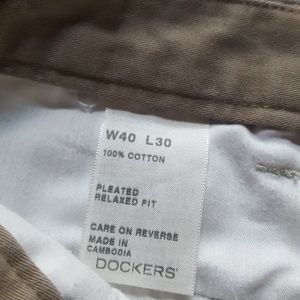 W40 L30
100% COTTON
PLEATED
RELAXED FIT
CARE ON REVERSE
MADE IN
CAMBODIA
DOCKERS®